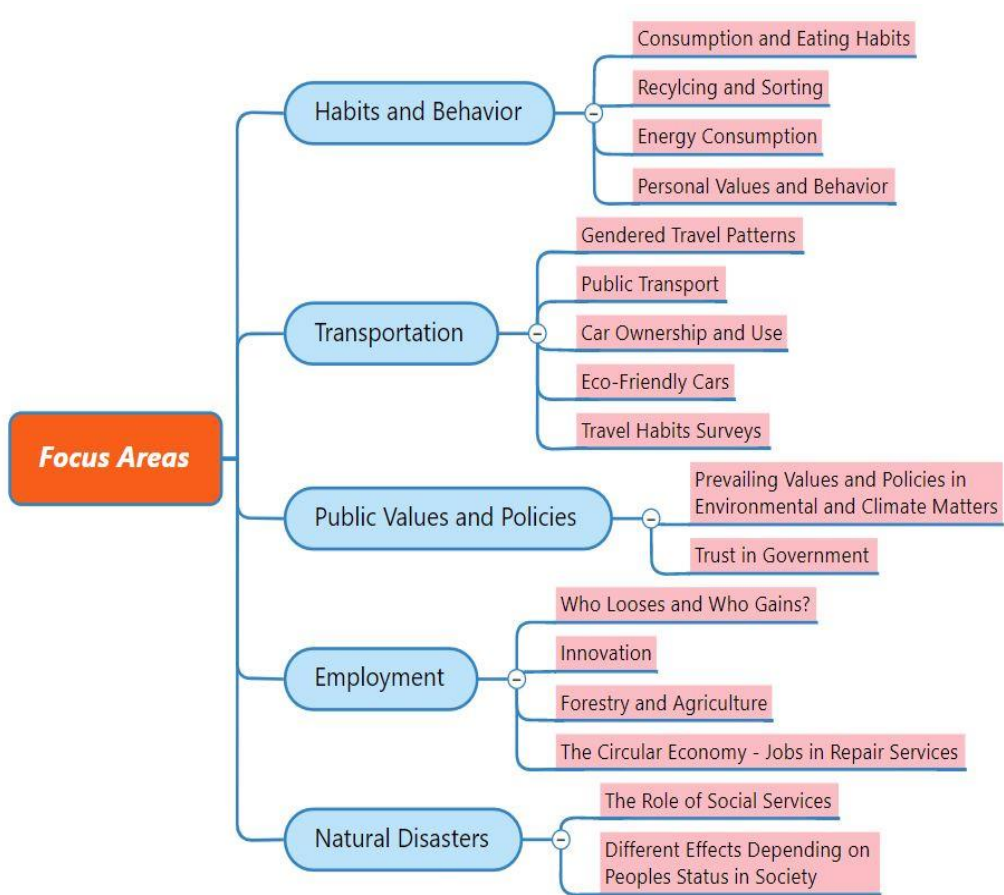 Focus Areas
Habits and Behavior
Consumption and Eating Habits
Recylcing and Sorting
Energy Consumption
Personal Values and Behavior
Transportation
Gendered Travel Patterns
Public Transport
Car Ownership and Use
Eco-Friendly Cars
Travel Habits Surveys
Public Values and Policies
Prevailing Values and Policies in
Environmental and Climate Matters
Trust in Government
Employment
Who Looses and Who Gains?
Innovation
Forestry and Agriculture
The Circular Economy - Jobs in Repair Services
Natural Disasters
The Role of Social Services
Different Effects Depending on
Peoples Status in Society